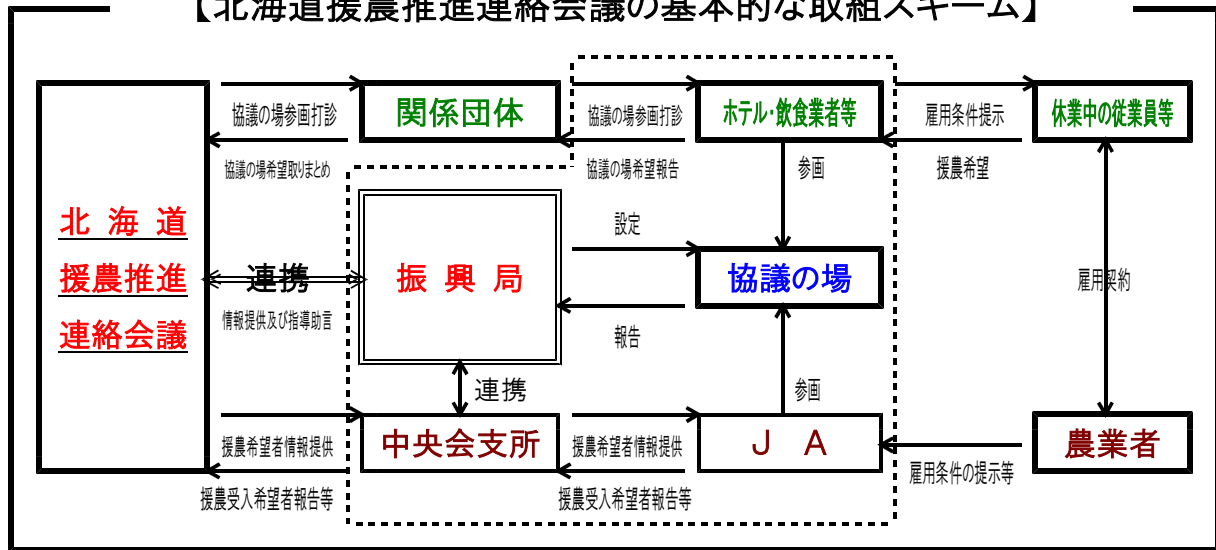 【北海道援農推進連絡会議の基本的な取組スキーム】
協議の場参画打診
関係団体
協議の場参画打診
ホテル・飲食業者等
雇用条件提示
休業中の従業員等
協議の場希望取りまとめ
協議の場希望報告
参画
援農希望
北 海 道
援農推進
連絡会議
連携
情報提供及び指導助言
振 興 局
設定
協議の場
報告
雇用契約
連携
参画
援農希望者情報提供
中央会支所
援農希望者情報提供
J A
農業者
援農受入希望者報告等
援農受入希望者報告等
雇用条件の提示等